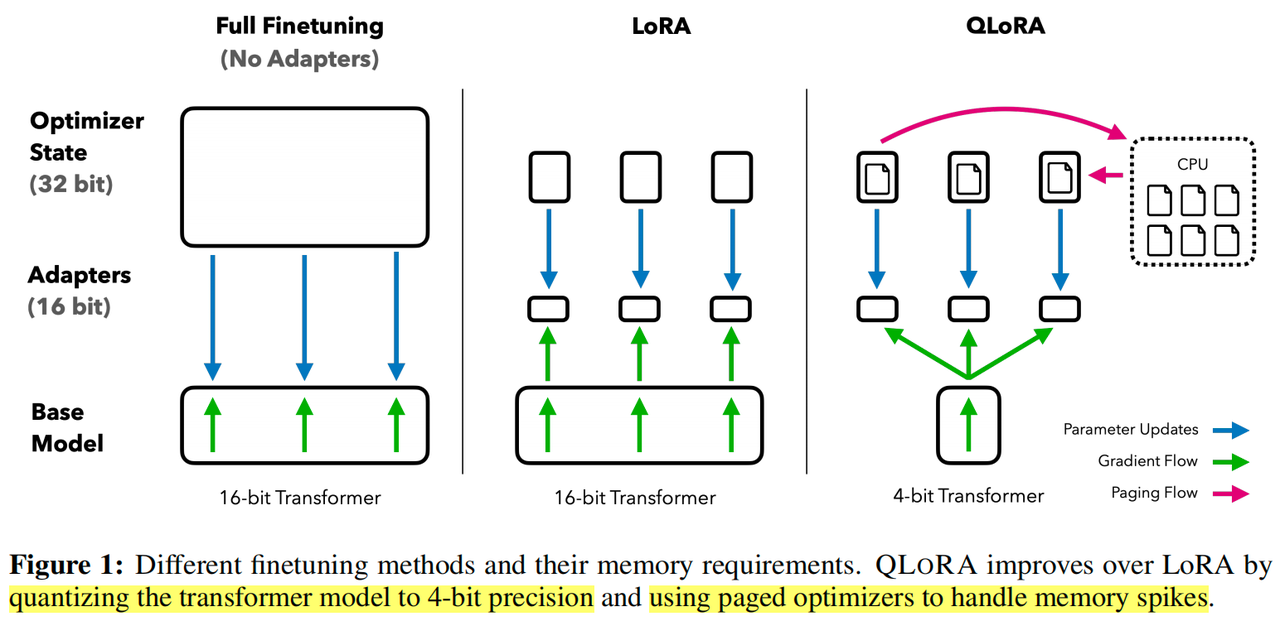 Full Finetuning
(No Adapters)
LoRA
QLoRA
Optimizer
State
(32 bit)
CPU
Adapters
(16 bit)
Base
Model
Parameter Updates
Gradient Flow
Paging Flow
16-bit Transformer
16-bit Transformer
4-bit Transformer
Figure 1: Different finetuning methods and their memory requirements. QLORA improves over LoRA by
quantizing the transformer model to 4-bit precision and using paged optimizers to handle memory spikes.